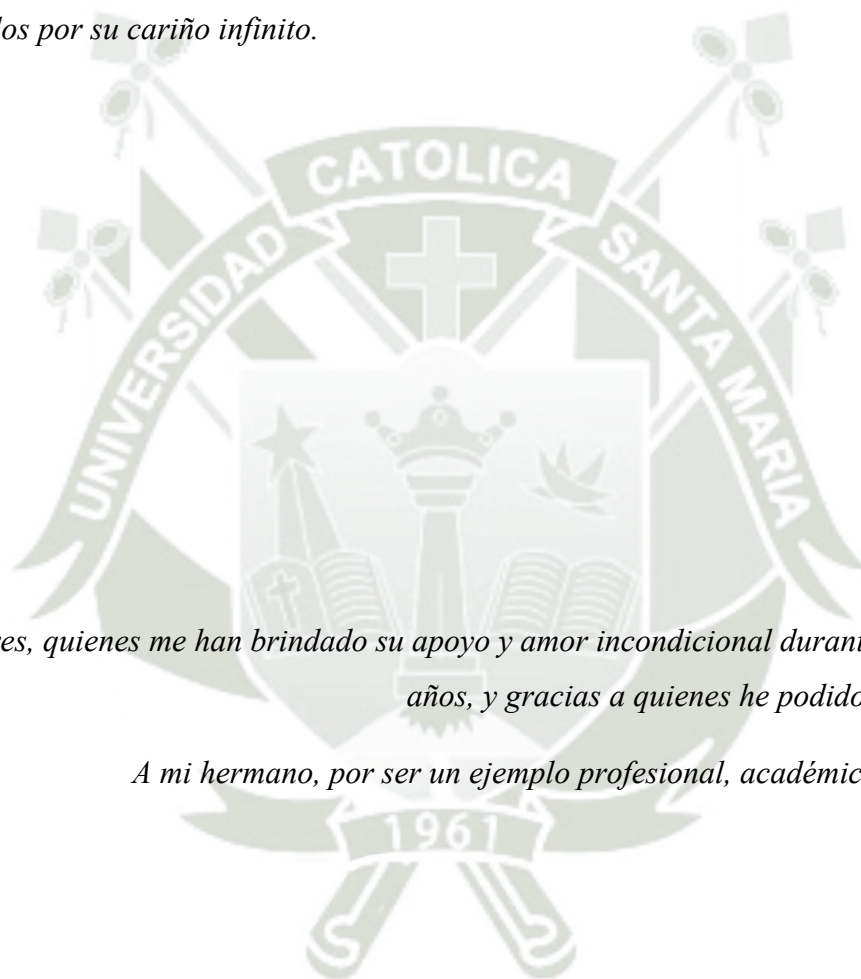 los por su cariño infinito.
CATOLICA
UNIVERSIDAD
SANTA MARIA
es, quienes me han brindado su apoyo y amor incondicional durant
años, y gracias a quienes he podido
A mi hermano, por ser un ejemplo profesional, académic
1961